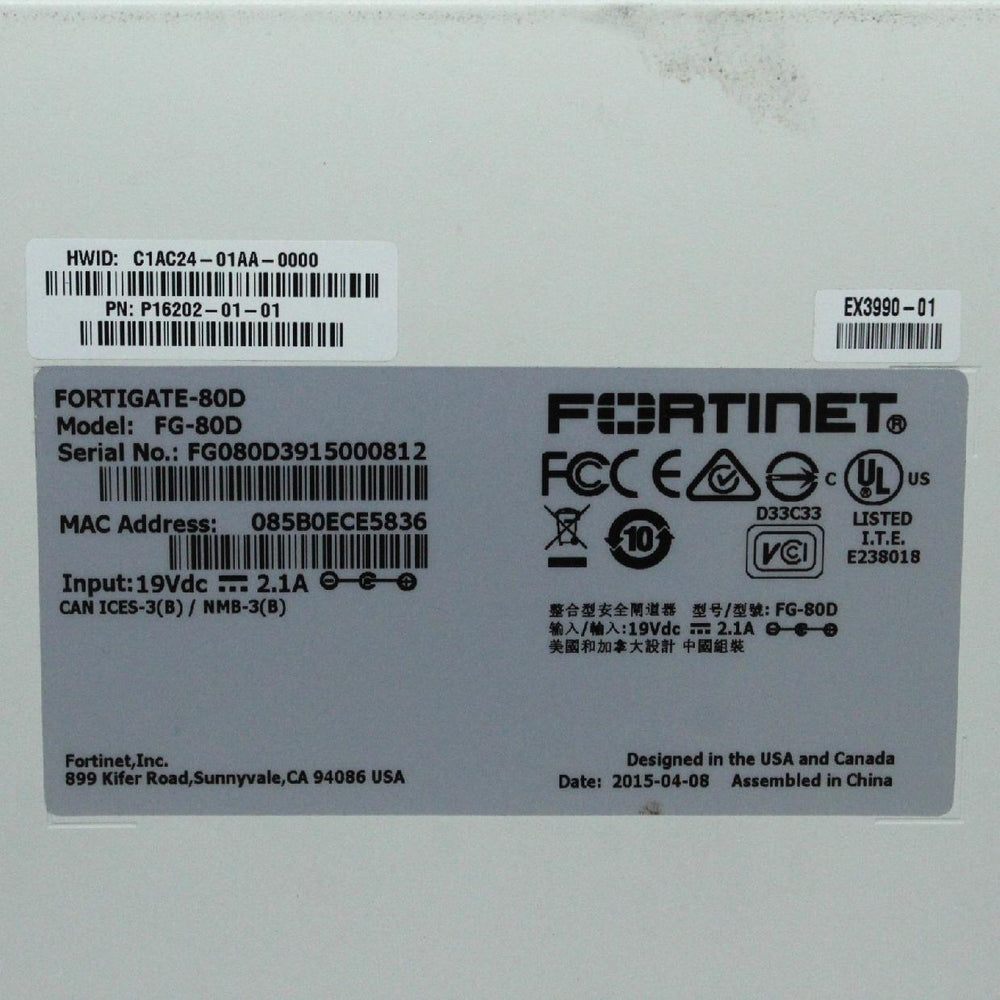 HWID: C1AC24-01AA-0000
PN: P16202-01-01
EX3990-01
FORTIGATE-80D
Model: FG-80D
Serial No.: FG080D3915000812
MAC Address: 085B0ECE5836
Input:19Vdc 2.1A
CAN ICES-3(B) / NMB-3(B)
FORTINET®
FC CE C UL® US
D33C33
LISTED
I.T.E.
E238018
10
VCI
整合型安全閘道器 型号/型號: FG-80D
输入/輸入:19Vdc 2.1A
美國和加拿大設計 中國組裝
Fortinet,Inc.
899 Kifer Road,Sunnyvale,CA 94086 USA
Designed in the USA and Canada
Date: 2015-04-08 Assembled in China